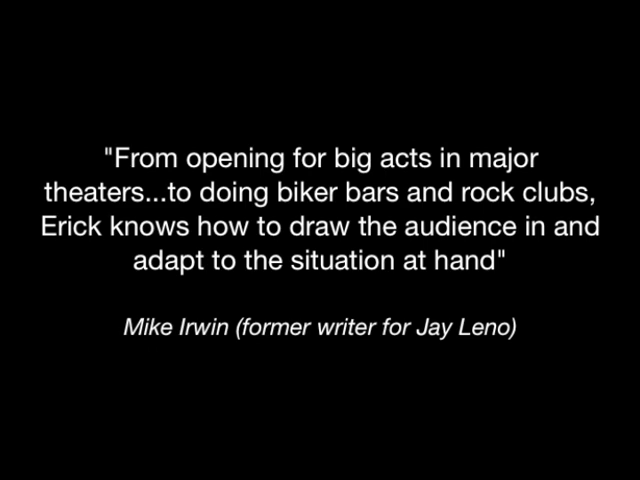 "From opening for big acts in major
theaters...to doing biker bars and rock clubs,
Erick knows how to draw the audience in and
adapt to the situation at hand"
Mike Irwin (former writer for Jay Leno)